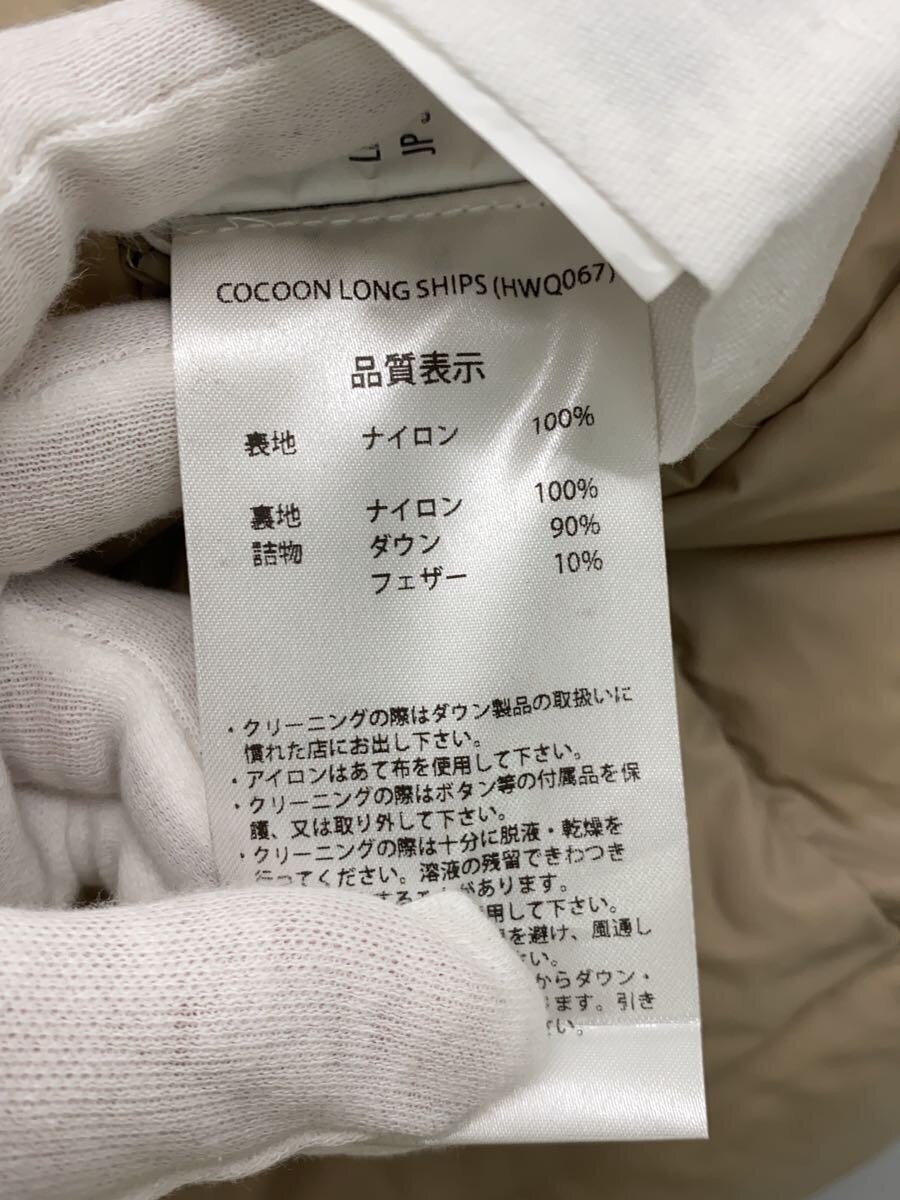 JP
COCOON LONG SHIPS (HWQ067)
品質表示
表地 ナイロン 100%
裏地 ナイロン 100%
詰物 ダウン 90%
フェザー 10%
・クリーニングの際はダウン製品の取扱いに
慣れた店にお出し下さい。
・アイロンはあて布を使用して下さい。
・クリーニングの際はボタン等の付属品を保
護、又は取り外して下さい。
・クリーニングの際は十分に脱液・乾燥を
行ってください。溶液の残留できわつき
があります。
用して下さい。
を避け、風通し
さい。
からダウン・
ます。引き
さい。